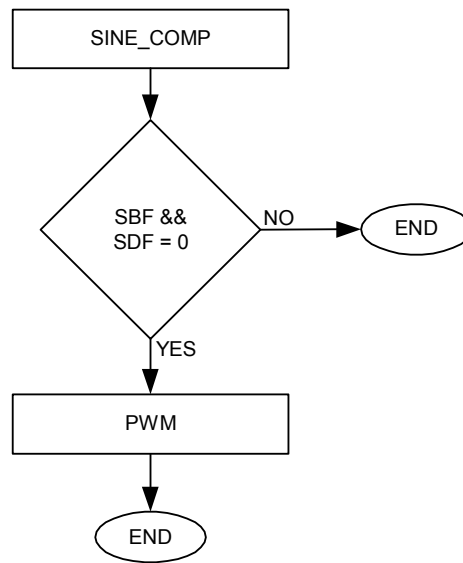 SINE_COMP
SBF &&
SDF = 0
NO
END
YES
PWM
END